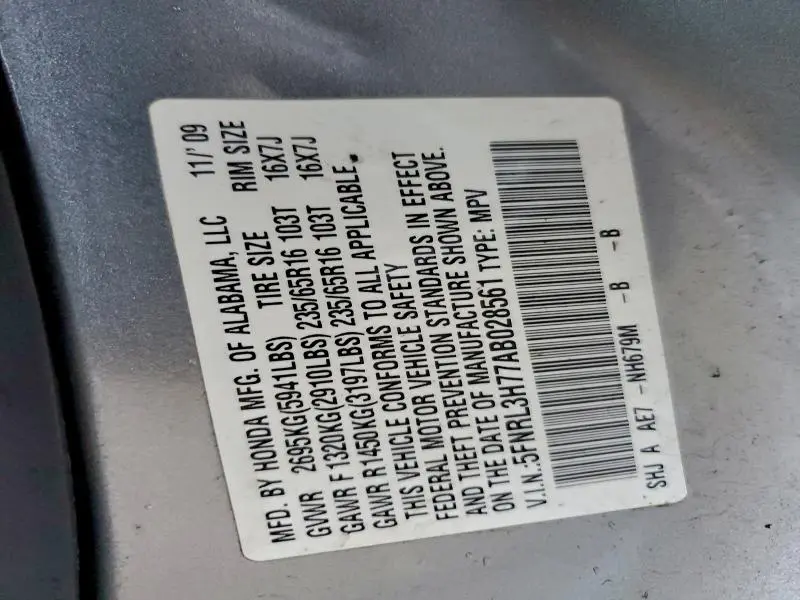 MFD. BY HONDA MFG. OF ALABAMA, LLC 11/' 09
GVWR 2695KG(5941LBS) TIRE SIZE RIM SIZE
GAWR F 1320KG(2910LBS) 235/65R16 103T 16X7J
GAWR R 1450KG(3197LBS) 235/65R16 103T 16X7J
THIS VEHICLE CONFORMS TO ALL APPLICABLE.
FEDERAL MOTOR VEHICLE SAFETY
AND THEFT PREVENTION STANDARDS IN EFFECT
ON THE DATE OF MANUFACTURE SHOWN ABOVE.
V.I.N.:5FNRL3H77AB028561 TYPE: MPV
SHJ A AE7 -NH679M -B -B